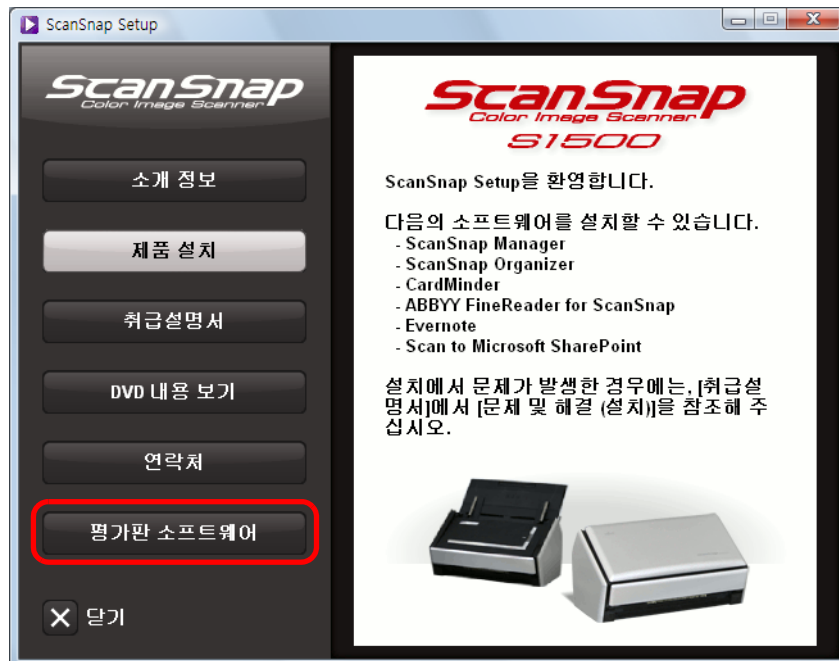 ScanSnap Setup
ScanSnap
Color Image Scanner
소개 정보
제품 설치
취급설명서
DVD 내용 보기
연락처
평가판 소프트웨어
닫기
ScanSnap
Color Image Scanner
S1500
ScanSnap Setup을 환영합니다.
다음의 소프트웨어를 설치할 수 있습니다.
- ScanSnap Manager
- ScanSnap Organizer
- CardMinder
- ABBYY FineReader for ScanSnap
- Evernote
- Scan to Microsoft SharePoint
설치에서 문제가 발생한 경우에는, [취급설
명서]에서 [문제 및 해결 (설치)]을 참조해 주
십시오.